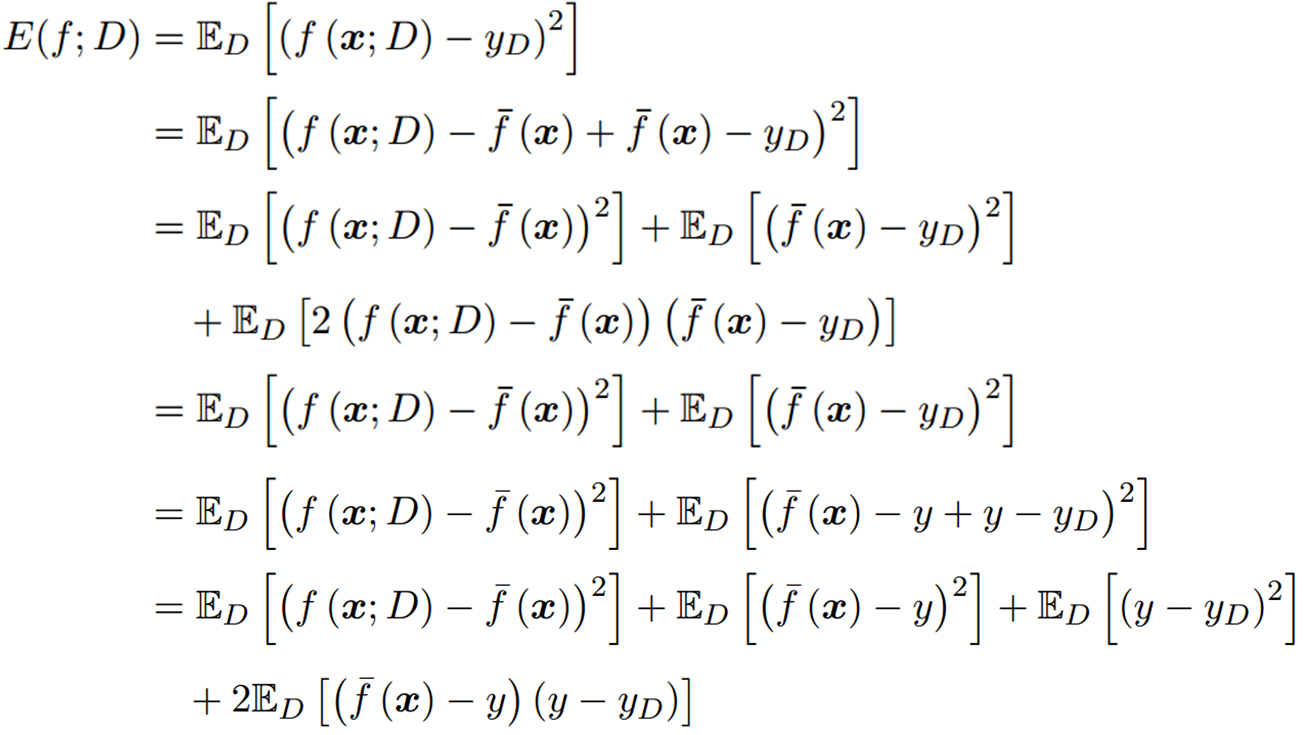 E(f; D) = 𝔼_D [(f (𝒙; D) − y_D)²]
= 𝔼_D [(f (𝒙; D) − f̄ (𝒙) + f̄ (𝒙) − y_D)²]
= 𝔼_D [(f (𝒙; D) − f̄ (𝒙))²] + 𝔼_D [(f̄ (𝒙) − y_D)²]
+ 𝔼_D [2 (f (𝒙; D) − f̄ (𝒙)) (f̄ (𝒙) − y_D)]
= 𝔼_D [(f (𝒙; D) − f̄ (𝒙))²] + 𝔼_D [(f̄ (𝒙) − y_D)²]
= 𝔼_D [(f (𝒙; D) − f̄ (𝒙))²] + 𝔼_D [(f̄ (𝒙) − y + y − y_D)²]
= 𝔼_D [(f (𝒙; D) − f̄ (𝒙))²] + 𝔼_D [(f̄ (𝒙) − y)²] + 𝔼_D [(y − y_D)²]
+ 2𝔼_D [(f̄ (𝒙) − y) (y − y_D)]